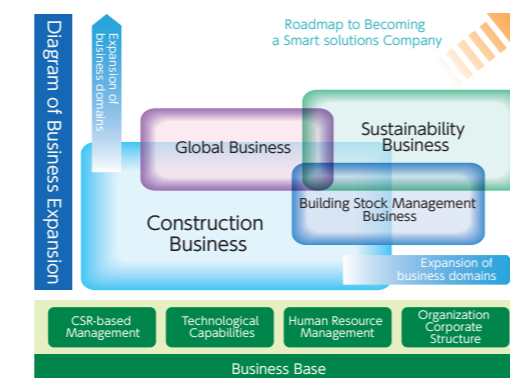 Diagram of Business Expansion
Expansion of
business domains
Roadmap to Becoming
a Smart solutions Company
Global Business
Sustainability
Business
Building Stock Management
Business
Construction
Business
Expansion of
business domains
CSR-based
Management
Technological
Capabilities
Human Resource
Management
Organization
Corporate
Structure
Business Base